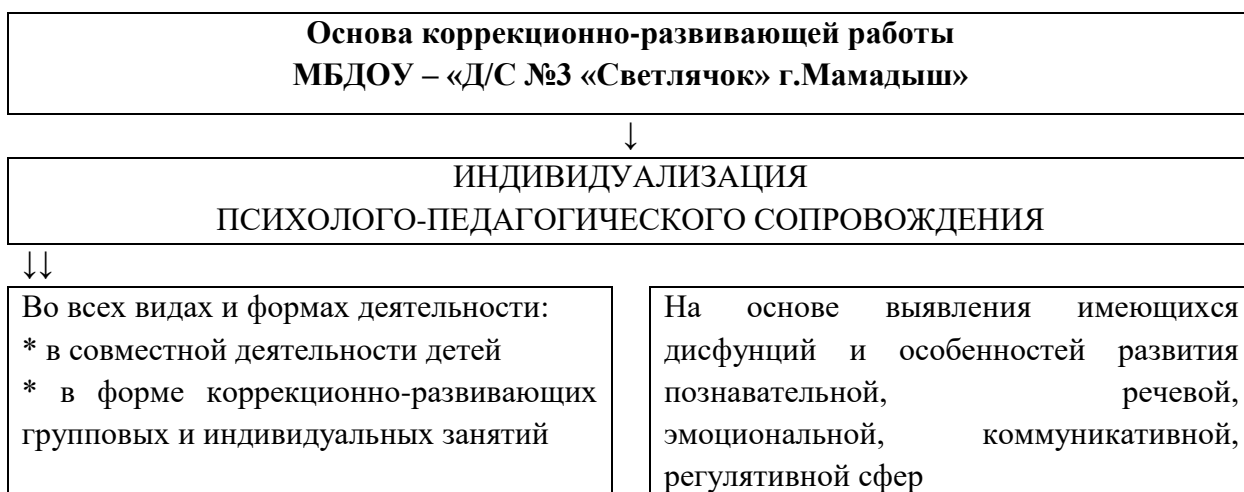 Основа коррекционно-развивающей работы
МБДОУ – «Д/С №3 «Светлячок» г.Мамадыш»
↓
ИНДИВИДУАЛИЗАЦИЯ
ПСИХОЛОГО-ПЕДАГОГИЧЕСКОГО СОПРОВОЖДЕНИЯ
↓↓
Во всех видах и формах деятельности:
* в совместной деятельности детей
* в форме коррекционно-развивающих
групповых и индивидуальных занятий
На основе выявления имеющихся
дисфунций и особенностей развития
познавательной, речевой,
эмоциональной, коммуникативной,
регулятивной сфер